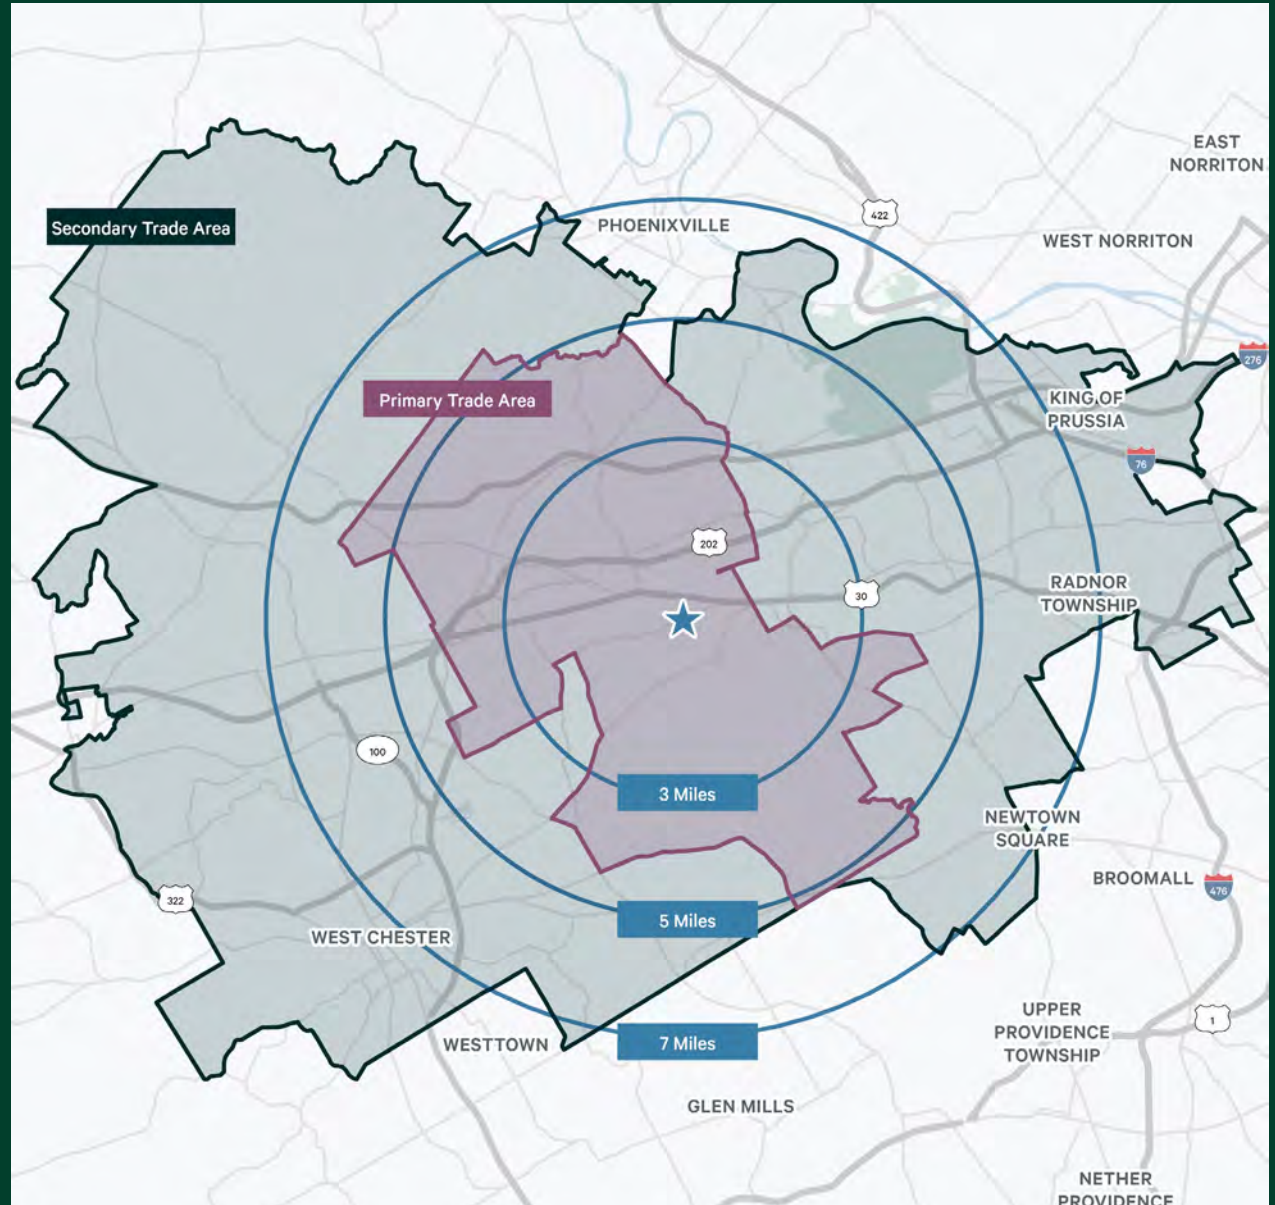 EAST
NORRITON
422
PHOENIXVILLE
Secondary Trade Area
WEST NORRITON
276
Primary Trade Area
KING OF
PRUSSIA
76
202
30
RADNOR
TOWNSHIP
100
3 Miles
NEWTOWN
SQUARE
BROOMALL
476
322
5 Miles
WEST CHESTER
1
UPPER
PROVIDENCE
TOWNSHIP
WESTTOWN
7 Miles
GLEN MILLS
NETHER
PROVIDENCE